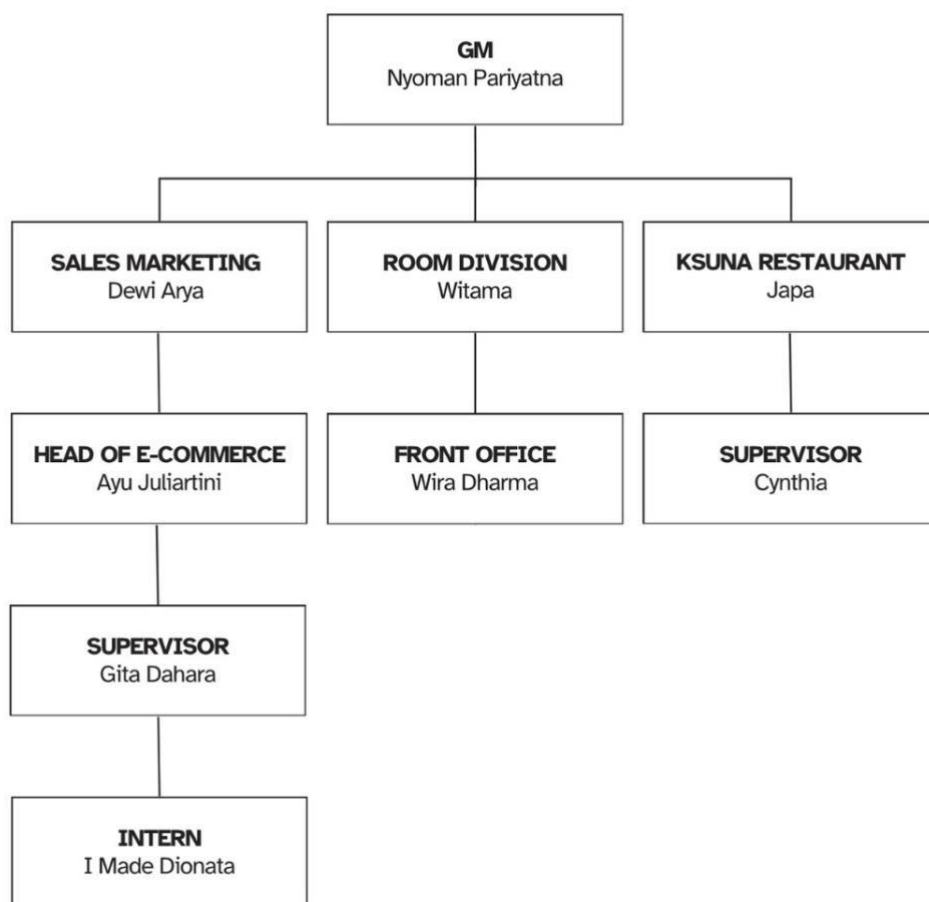 GM
Nyoman Pariyatna
SALES MARKETING
Dewi Arya
ROOM DIVISION
Witama
KSUNA RESTAURANT
Japa
HEAD OF E-COMMERCE
Ayu Juliartini
FRONT OFFICE
Wira Dharma
SUPERVISOR
Cynthia
SUPERVISOR
Gita Dahara
INTERN
I Made Dionata